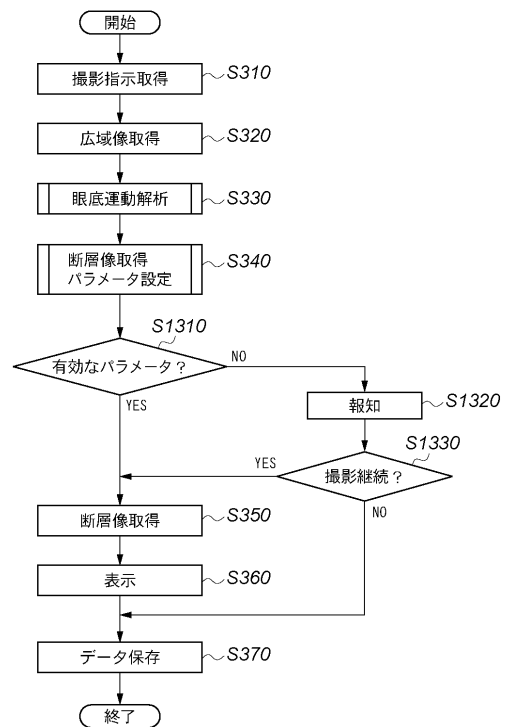 開始
撮影指示取得
S310
広域像取得
S320
眼底運動解析
S330
断層像取得
パラメータ設定
S340
S1310
有効なパラメータ?
NO
YES
報知
S1320
S1330
撮影継続?
YES
NO
断層像取得
S350
表示
S360
データ保存
S370
終了